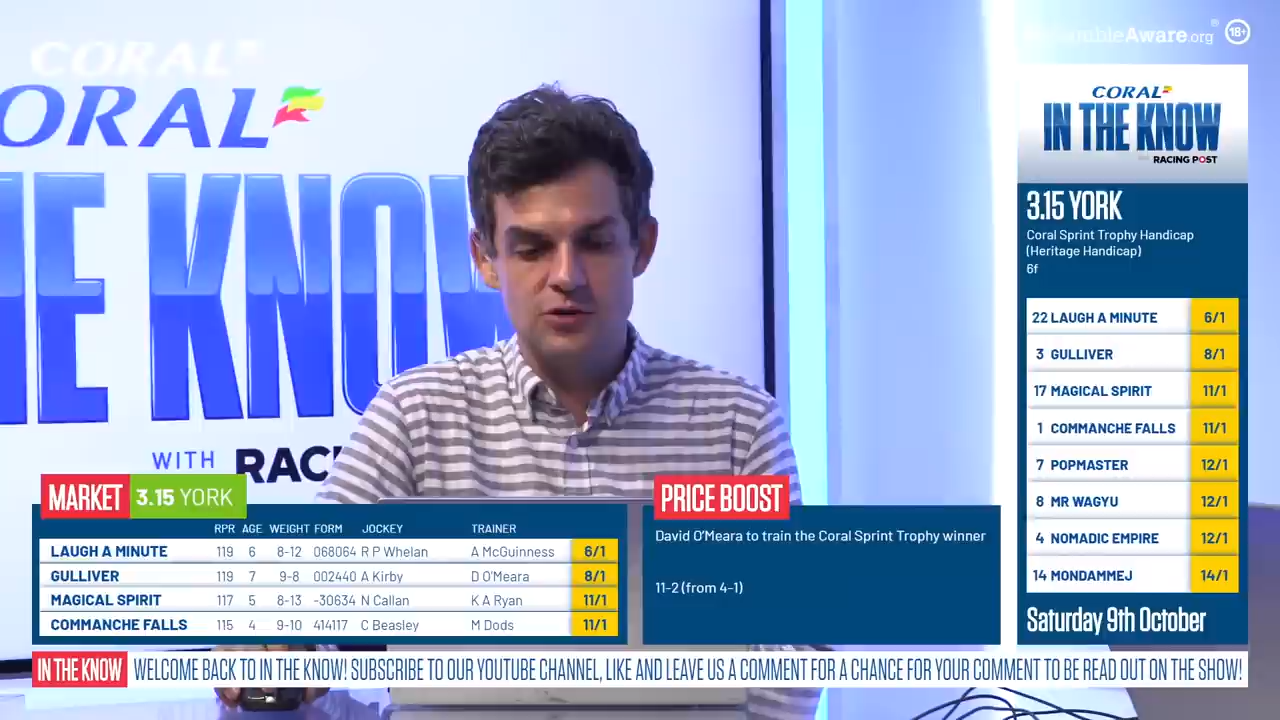 CORAL
BeGambleAware.org® 18+
ORAL
CORAL
IN THE KNOW
RACING POST
THE KNOW
WITH RACI
3.15 YORK
Coral Sprint Trophy Handicap
(Heritage Handicap)
6f
22 LAUGH A MINUTE 6/1
3 GULLIVER 8/1
17 MAGICAL SPIRIT 11/1
1 COMMANCHE FALLS 11/1
7 POPMASTER 12/1
8 MR WAGYU 12/1
4 NOMADIC EMPIRE 12/1
14 MONDAMMEJ 14/1
Saturday 9th October
MARKET 3.15 YORK
RPR AGE WEIGHT FORM JOCKEY TRAINER
LAUGH A MINUTE 119 6 8-12 068064 R P Whelan A McGuinness 6/1
GULLIVER 119 7 9-8 002440 A Kirby D O'Meara 8/1
MAGICAL SPIRIT 117 5 8-13 -30634 N Callan K A Ryan 11/1
COMMANCHE FALLS 115 4 9-10 414117 C Beasley M Dods 11/1
PRICE BOOST
David O'Meara to train the Coral Sprint Trophy winner
11-2 (from 4-1)
IN THE KNOW WELCOME BACK TO IN THE KNOW! SUBSCRIBE TO OUR YOUTUBE CHANNEL, LIKE AND LEAVE US A COMMENT FOR A CHANCE FOR YOUR COMMENT TO BE READ OUT ON THE SHOW!